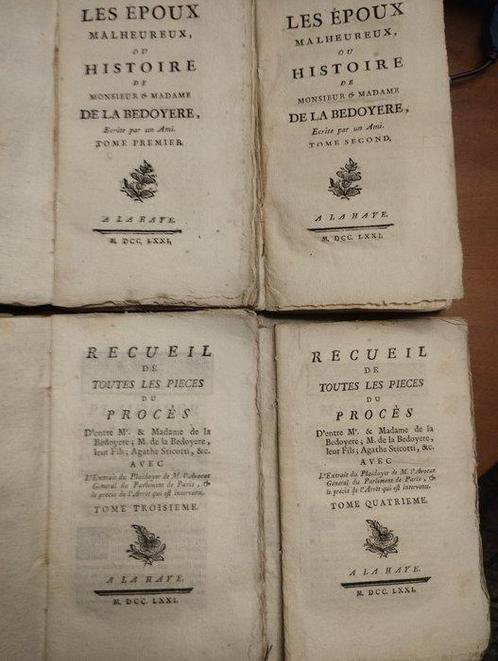 LES ÉPOUX
MALHEUREUX,
OU
HISTOIRE
DE
MONSIEUR & MADAME
DE LA BEDOYERE,
Ecrite par un Ami.
TOME PREMIER.
A LA HAYE.
M. DCC. LXXI.
LES ÉPOUX
MALHEUREUX,
OU
HISTOIRE
DE
MONSIEUR & MADAME
DE LA BEDOYERE,
Ecrite par un Ami.
TOME SECOND.
A LA HAYE.
M. DCC. LXXI.
RECUEIL
DE
TOUTES LES PIECES
DU
PROCÈS
D'entre Mr. & Madame de la
Bedoyere; M. de la Bedoyere,
leur Fils; Agathe Sticotti, &c.
AVEC
L'Extrait du Plaidoyer de M. l'Avocat
Général du Parlement de Paris, &
le précis de l'Arrêt qui est intervenu.
TOME TROISIEME.
A LA HAYE.
M. DCC. LXXI.
RECUEIL
DE
TOUTES LES PIECES
DU
PROCÈS
D'entre Mr. & Madame de la
Bedoyere; M. de la Bedoyere,
leur Fils; Agathe Sticotti, &c.
AVEC
L'Extrait du Plaidoyer de M. l'Avocat
Général du Parlement de Paris, &
le précis de l'Arrêt qui est intervenu.
TOME QUATRIEME.
A LA HAYE.
M. DCC. LXXI.